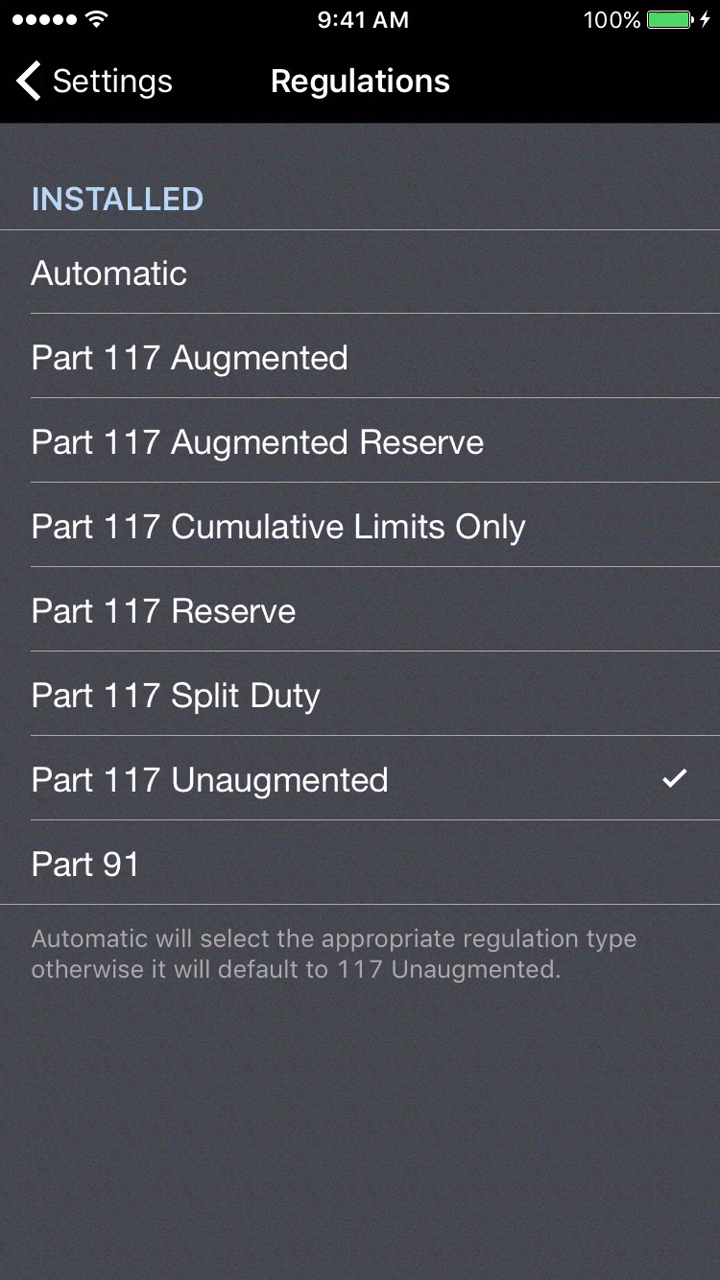 9:41 AM
100%
Settings
Regulations
INSTALLED
Automatic
Part 117 Augmented
Part 117 Augmented Reserve
Part 117 Cumulative Limits Only
Part 117 Reserve
Part 117 Split Duty
Part 117 Unaugmented
Part 91
Automatic will select the appropriate regulation type
otherwise it will default to 117 Unaugmented.